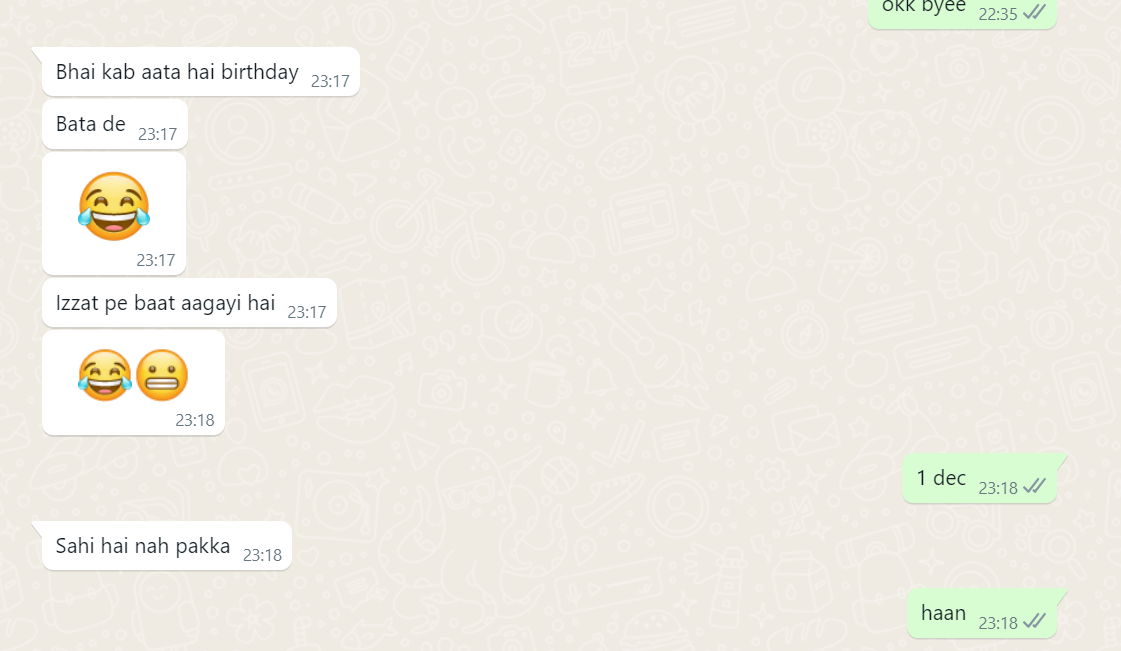 okk byee 22:35
Bhai kab aata hai birthday 23:17
Bata de 23:17
😂
23:17
Izzat pe baat aagayi hai 23:17
😂😬
23:18
1 dec 23:18
Sahi hai nah pakka 23:18
haan 23:18